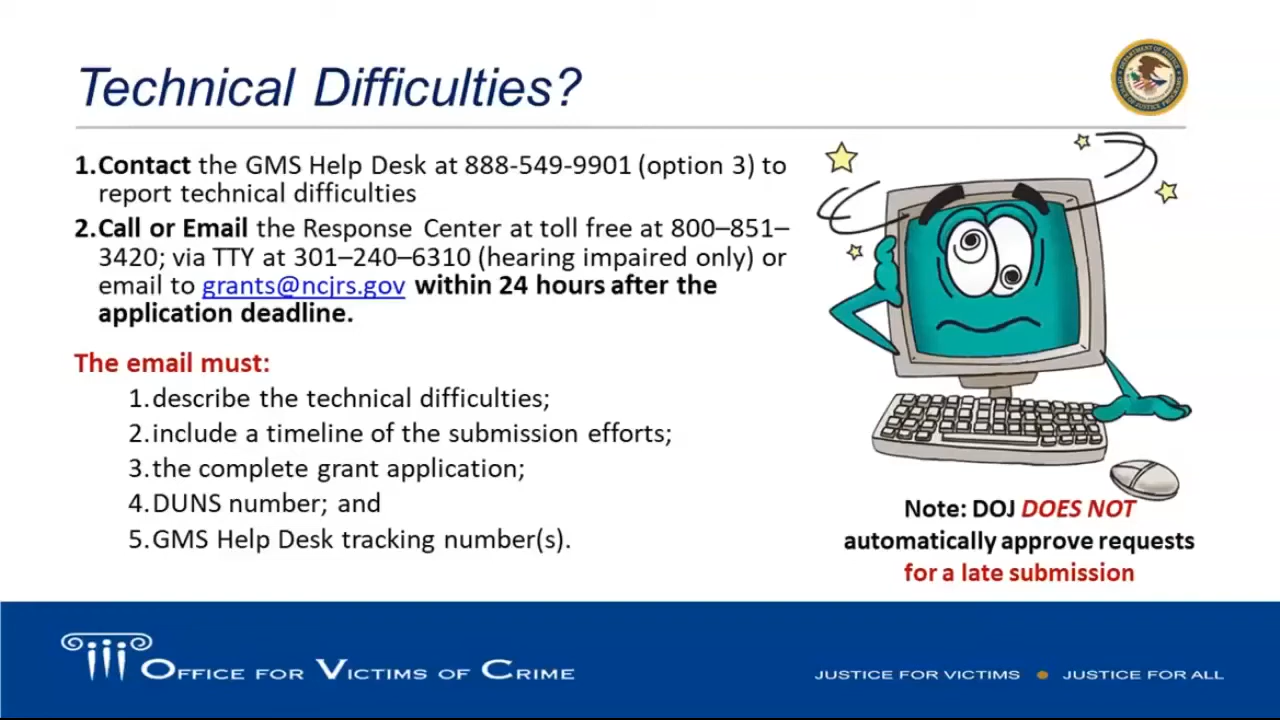 Technical Difficulties?
1.Contact the GMS Help Desk at 888-549-9901 (option 3) to
report technical difficulties
2.Call or Email the Response Center at toll free at 800–851–
3420; via TTY at 301–240–6310 (hearing impaired only) or
email to grants@ncjrs.gov within 24 hours after the
application deadline.
The email must:
1.describe the technical difficulties;
2.include a timeline of the submission efforts;
3.the complete grant application;
4.DUNS number; and
5.GMS Help Desk tracking number(s).
Note: DOJ DOES NOT
automatically approve requests
for a late submission
OFFICE FOR VICTIMS OF CRIME
JUSTICE FOR VICTIMS • JUSTICE FOR ALL